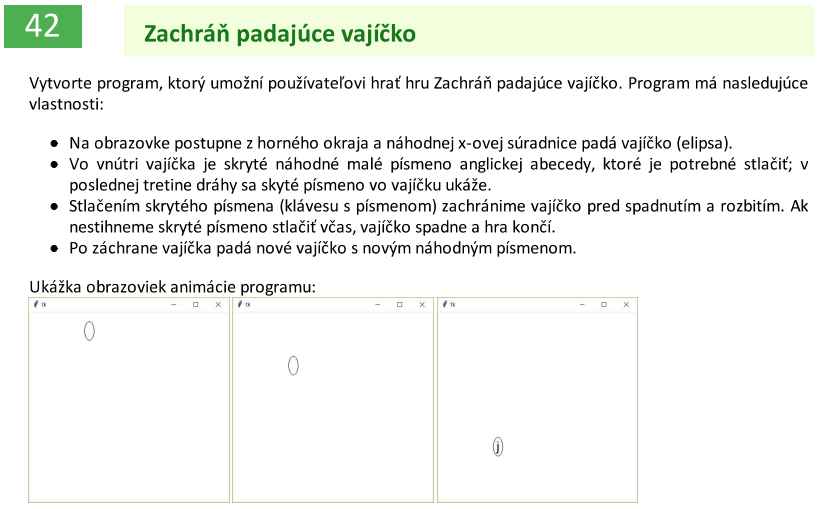 42
Zachráň padajúce vajíčko
Vytvorte program, ktorý umožní používateľovi hrať hru Zachráň padajúce vajíčko. Program má nasledujúce
vlastnosti:
● Na obrazovke postupne z horného okraja a náhodnej x-ovej súradnice padá vajíčko (elipsa).
● Vo vnútri vajíčka je skryté náhodné malé písmeno anglickej abecedy, ktoré je potrebné stlačiť; v
poslednej tretine dráhy sa skyté písmeno vo vajíčku ukáže.
● Stlačením skrytého písmena (klávesu s písmenom) zachránime vajíčko pred spadnutím a rozbitím. Ak
nestihneme skryté písmeno stlačiť včas, vajíčko spadne a hra končí.
● Po záchrane vajíčka padá nové vajíčko s novým náhodným písmenom.
Ukážka obrazoviek animácie programu:
tk
tk
tk
j